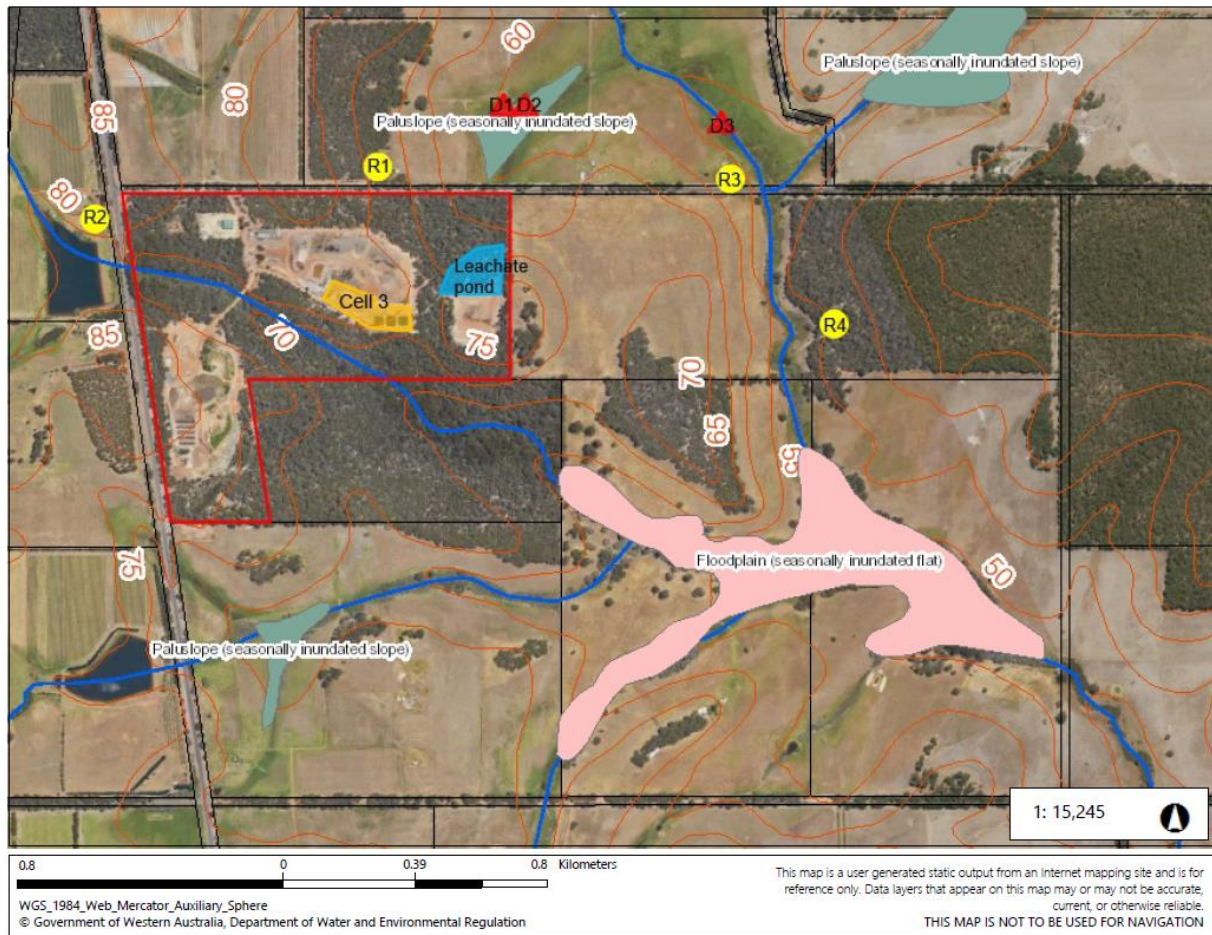 60
Paluslope (seasonally inundated slope)
80
85
D1
D2
Paluslope (seasonally inundated slope)
D3
R1
R3
80
R2
Leachate
pond
Cell 3
R4
70
85
75
70
65
55
75
Floodplain (seasonally inundated flat)
50
Paluslope (seasonally inundated slope)
1: 15,245
0.8
0
0.39
0.8
Kilometers
WGS_1984_Web_Mercator_Auxiliary_Sphere
© Government of Western Australia, Department of Water and Environmental Regulation
This map is a user generated static output from an Internet mapping site and is for
reference only. Data layers that appear on this map may or may not be accurate,
current, or otherwise reliable.
THIS MAP IS NOT TO BE USED FOR NAVIGATION